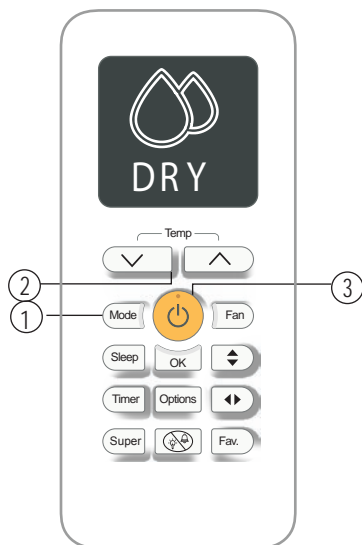 DRY
Temp
2
3
1
Mode
Fan
Sleep
OK
Timer
Options
Super
Fav.